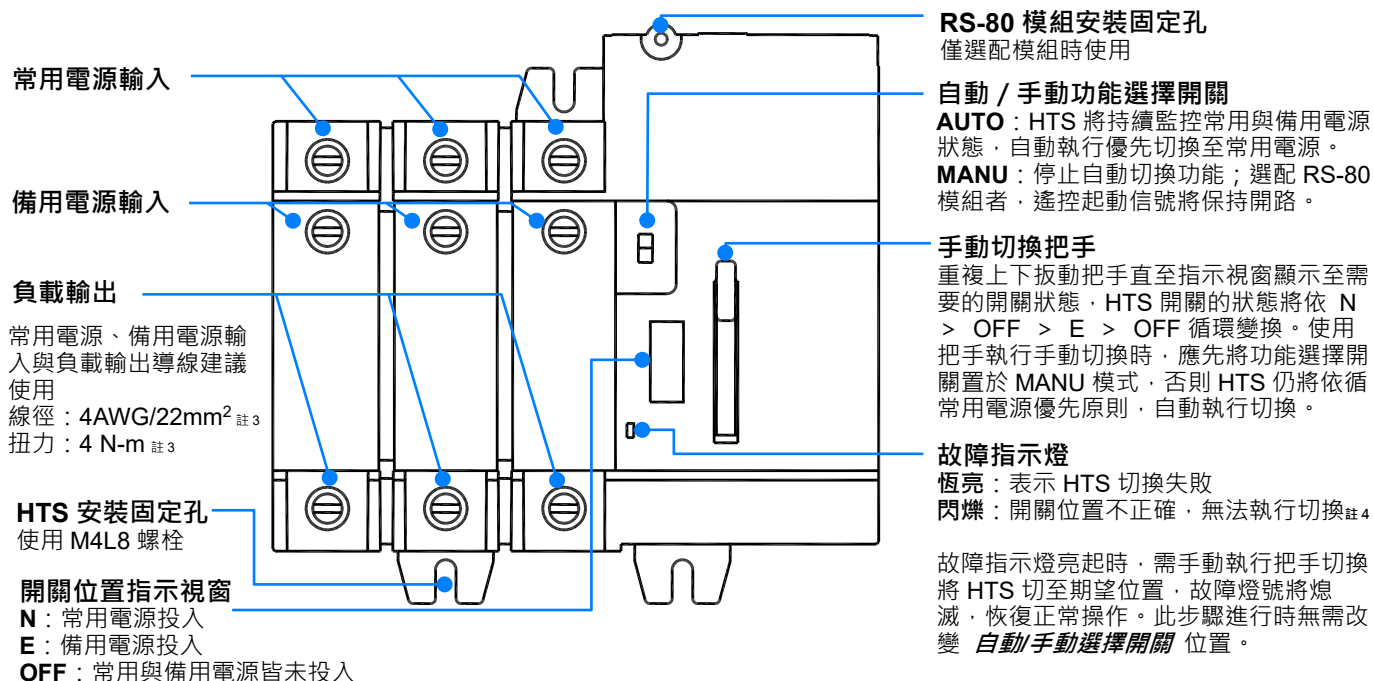 常用電源輸入
備用電源輸入
負載輸出
常用電源、備用電源輸
入與負載輸出導線建議
使用
線徑：4AWG/22mm² 註3
扭力：4 N-m 註3
HTS 安裝固定孔
使用 M4L8 螺栓
開關位置指示視窗
N：常用電源投入
E：備用電源投入
OFF：常用與備用電源皆未投入
RS-80 模組安裝固定孔
僅選配模組時使用
自動 / 手動功能選擇開關
AUTO：HTS 將持續監控常用與備用電源
狀態，自動執行優先切換至常用電源。
MANU：停止自動切換功能；選配 RS-80
模組者，遙控起動信號將保持開路。
手動切換把手
重複上下扳動把手直至指示視窗顯示至需
要的開關狀態，HTS 開關的狀態將依 N
> OFF > E > OFF 循環變換。使用
把手執行手動切換時，應先將功能選擇開
關置於 MANU 模式，否則 HTS 仍將依循
常用電源優先原則，自動執行切換。
故障指示燈
恆亮：表示 HTS 切換失敗
閃爍：開關位置不正確，無法執行切換註4
故障指示燈亮起時，需手動執行把手切換
將 HTS 切至期望位置，故障燈號將熄
滅，恢復正常操作。此步驟進行時無需改
變 自動/手動選擇開關 位置。